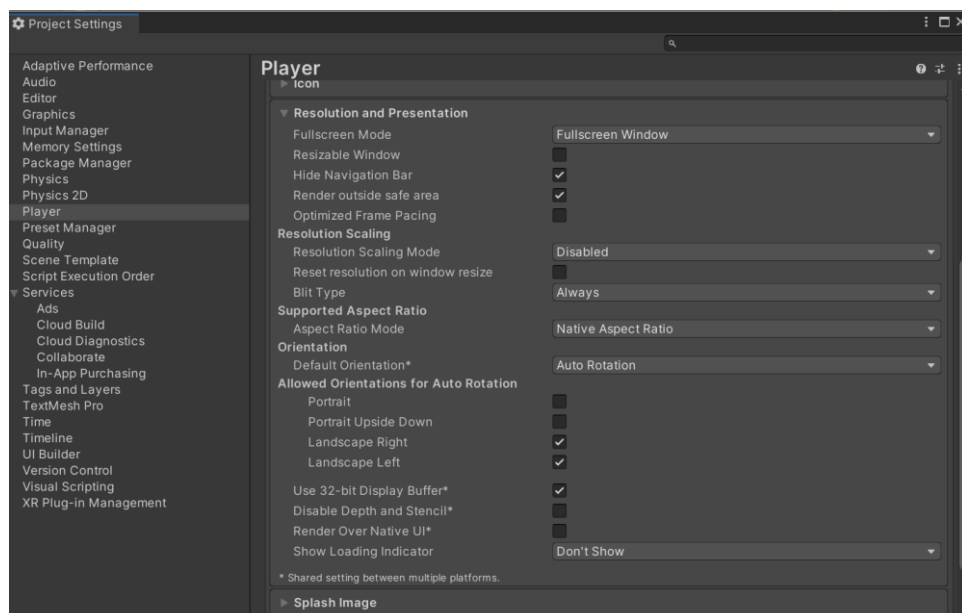 Project Settings
Adaptive Performance
Audio
Editor
Graphics
Input Manager
Memory Settings
Package Manager
Physics
Physics 2D
Player
Preset Manager
Quality
Scene Template
Script Execution Order
Services
Ads
Cloud Build
Cloud Diagnostics
Collaborate
In-App Purchasing
Tags and Layers
TextMesh Pro
Time
Timeline
UI Builder
Version Control
Visual Scripting
XR Plug-in Management
Player
Icon
Resolution and Presentation
Fullscreen Mode Fullscreen Window
Resizable Window
Hide Navigation Bar
Render outside safe area
Optimized Frame Pacing
Resolution Scaling
Resolution Scaling Mode Disabled
Reset resolution on window resize
Blit Type Always
Supported Aspect Ratio
Aspect Ratio Mode Native Aspect Ratio
Orientation
Default Orientation* Auto Rotation
Allowed Orientations for Auto Rotation
Portrait
Portrait Upside Down
Landscape Right
Landscape Left
Use 32-bit Display Buffer*
Disable Depth and Stencil*
Render Over Native UI*
Show Loading Indicator Don't Show
* Shared setting between multiple platforms.
Splash Image